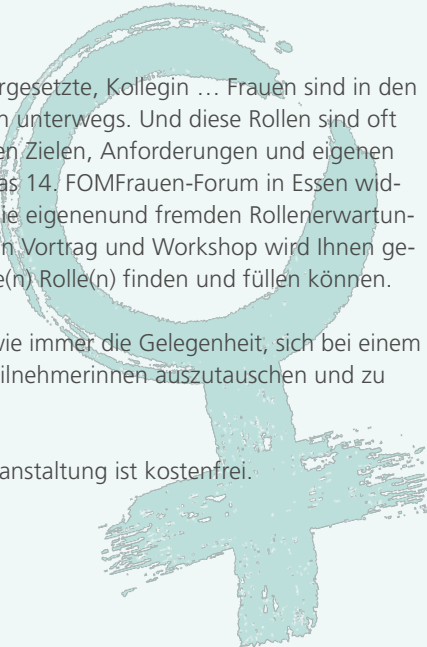 rgesetzte, Kollegin … Frauen sind in den
n unterwegs. Und diese Rollen sind oft
en Zielen, Anforderungen und eigenen
as 14. FOMFrauen-Forum in Essen wid-
ie eigenenund fremden Rollenerwartun-
n Vortrag und Workshop wird Ihnen ge-
e(n) Rolle(n) finden und füllen können.
wie immer die Gelegenheit, sich bei einem
eilnehmerinnen auszutauschen und zu
anstaltung ist kostenfrei.